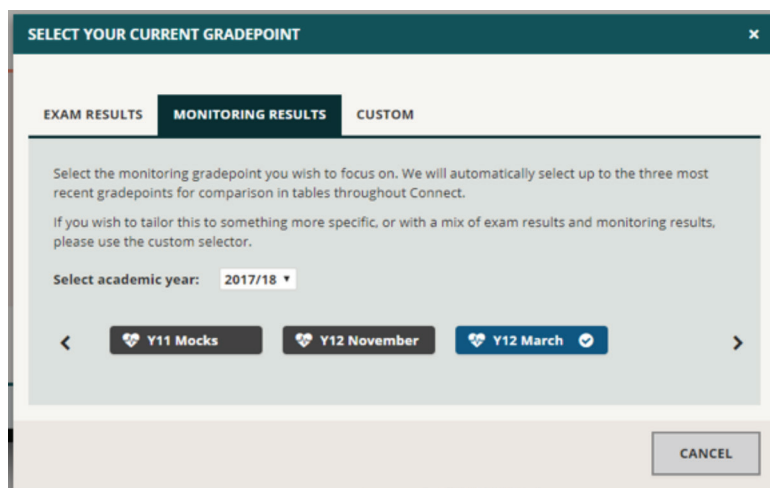 SELECT YOUR CURRENT GRADEPOINT ×
EXAM RESULTS MONITORING RESULTS CUSTOM
Select the monitoring gradepoint you wish to focus on. We will automatically select up to the three most
recent gradepoints for comparison in tables throughout Connect.
If you wish to tailor this to something more specific, or with a mix of exam results and monitoring results,
please use the custom selector.
Select academic year: 2017/18
Y11 Mocks Y12 November Y12 March
CANCEL